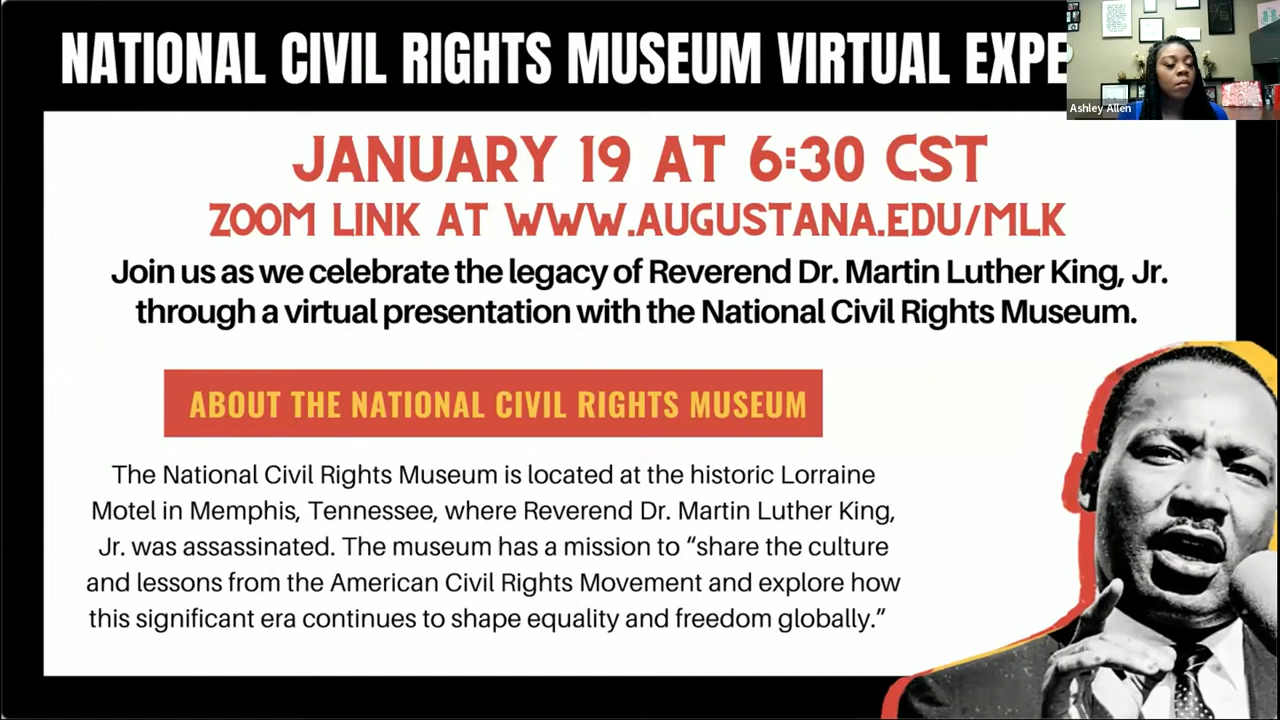 NATIONAL CIVIL RIGHTS MUSEUM VIRTUAL EXPE
Ashley Allen
JANUARY 19 AT 6:30 CST
ZOOM LINK AT WWW.AUGUSTANA.EDU/MLK
Join us as we celebrate the legacy of Reverend Dr. Martin Luther King, Jr.
through a virtual presentation with the National Civil Rights Museum.
ABOUT THE NATIONAL CIVIL RIGHTS MUSEUM
The National Civil Rights Museum is located at the historic Lorraine
Motel in Memphis, Tennessee, where Reverend Dr. Martin Luther King,
Jr. was assassinated. The museum has a mission to “share the culture
and lessons from the American Civil Rights Movement and explore how
this significant era continues to shape equality and freedom globally.”